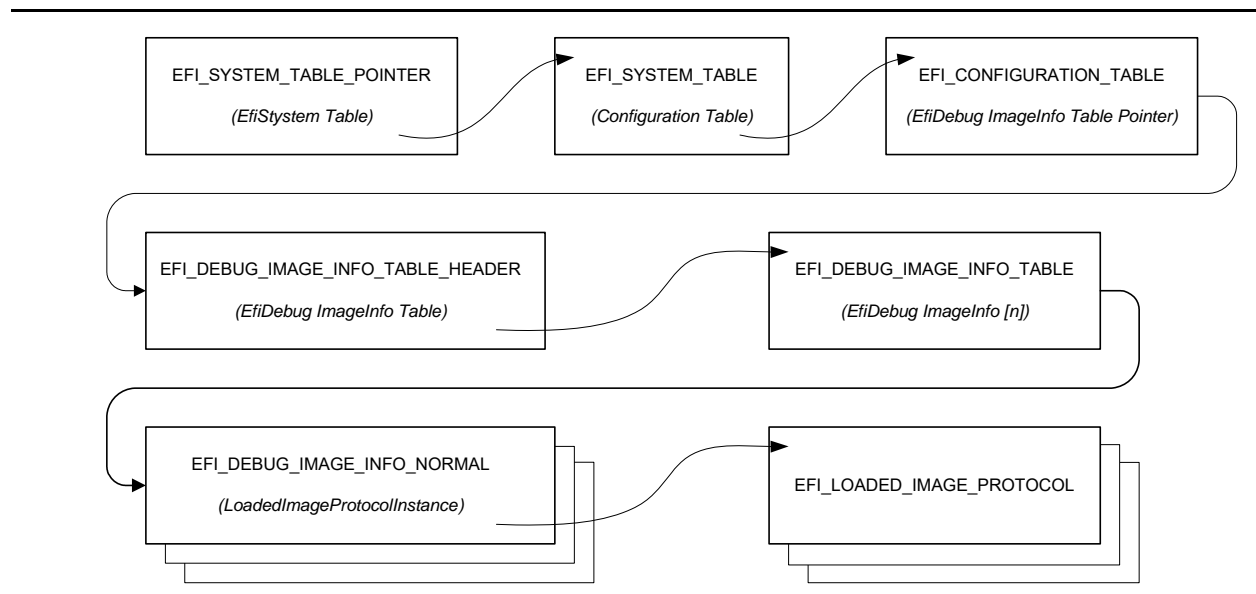 EFI_SYSTEM_TABLE_POINTER
(EfiStystem Table)
EFI_SYSTEM_TABLE
(Configuration Table)
EFI_CONFIGURATION_TABLE
(EfiDebug ImageInfo Table Pointer)
EFI_DEBUG_IMAGE_INFO_TABLE_HEADER
(EfiDebug ImageInfo Table)
EFI_DEBUG_IMAGE_INFO_TABLE
(EfiDebug ImageInfo [n])
EFI_DEBUG_IMAGE_INFO_NORMAL
(LoadedImageProtocolInstance)
EFI_LOADED_IMAGE_PROTOCOL